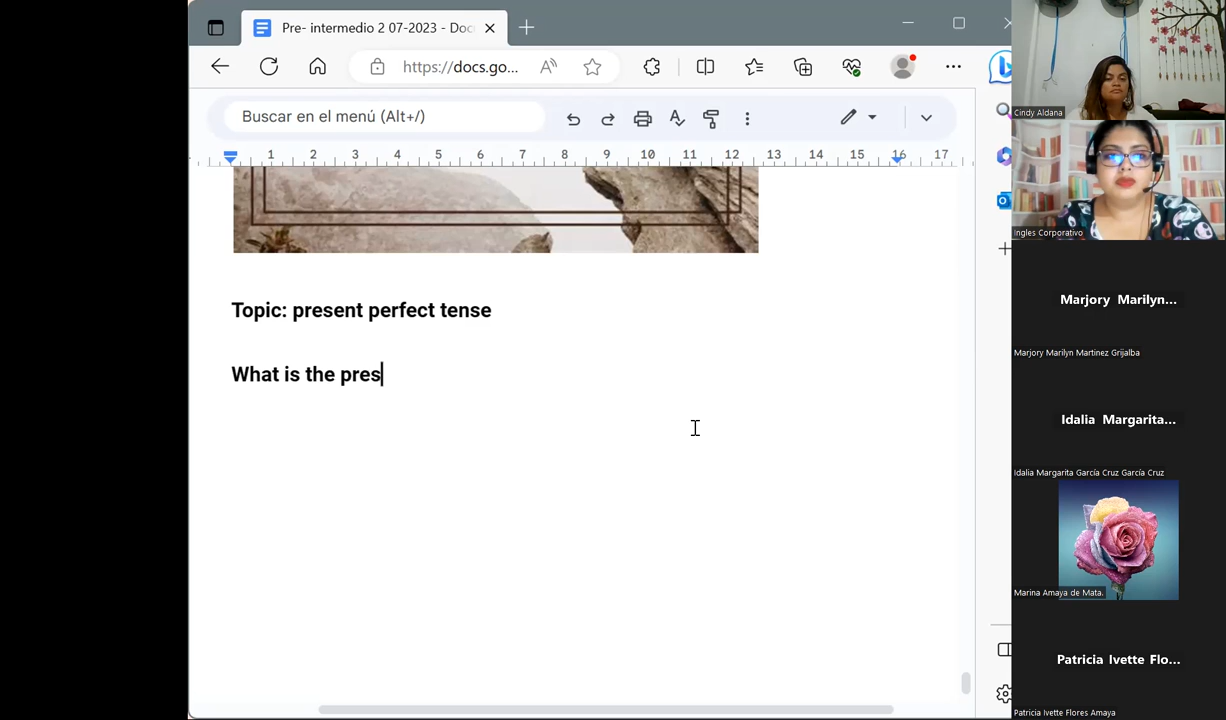 Pre- intermedio 2 07-2023 - Doc
https://docs.go...
Buscar en el menú (Alt+/)
1 2 3 4 5 6 7 8 9 10 11 12 13 14 15 16 17
Topic: present perfect tense
What is the pres
Cindy Aldana
Ingles Corporativo
Marjory Marilyn...
Marjory Marilyn Martinez Grijalba
Idalia Margarita...
Idalia Margarita García Cruz García Cruz
Marina Amaya de Mata.
Patricia Ivette Flo...
Patricia Ivette Flores Amaya